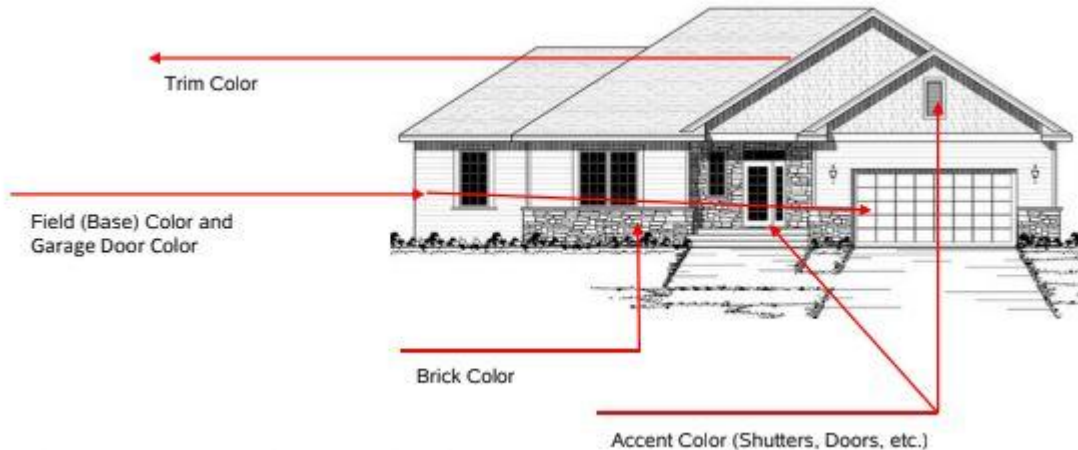 Trim Color
Field (Base) Color and
Garage Door Color
Brick Color
Accent Color (Shutters, Doors, etc.)